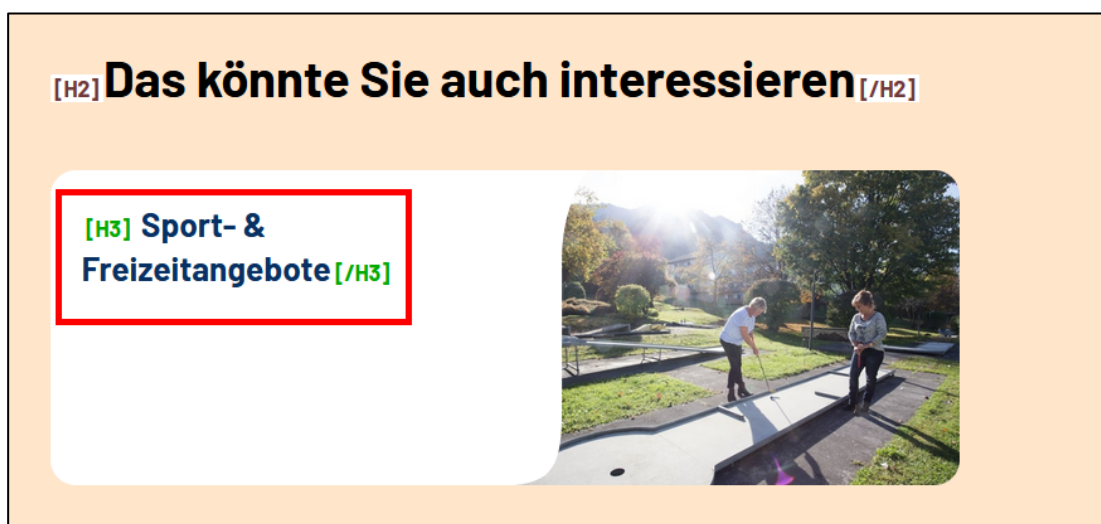 [H2] Das könnte Sie auch interessieren [/H2]
[H3] Sport- &
Freizeitangebote [/H3]